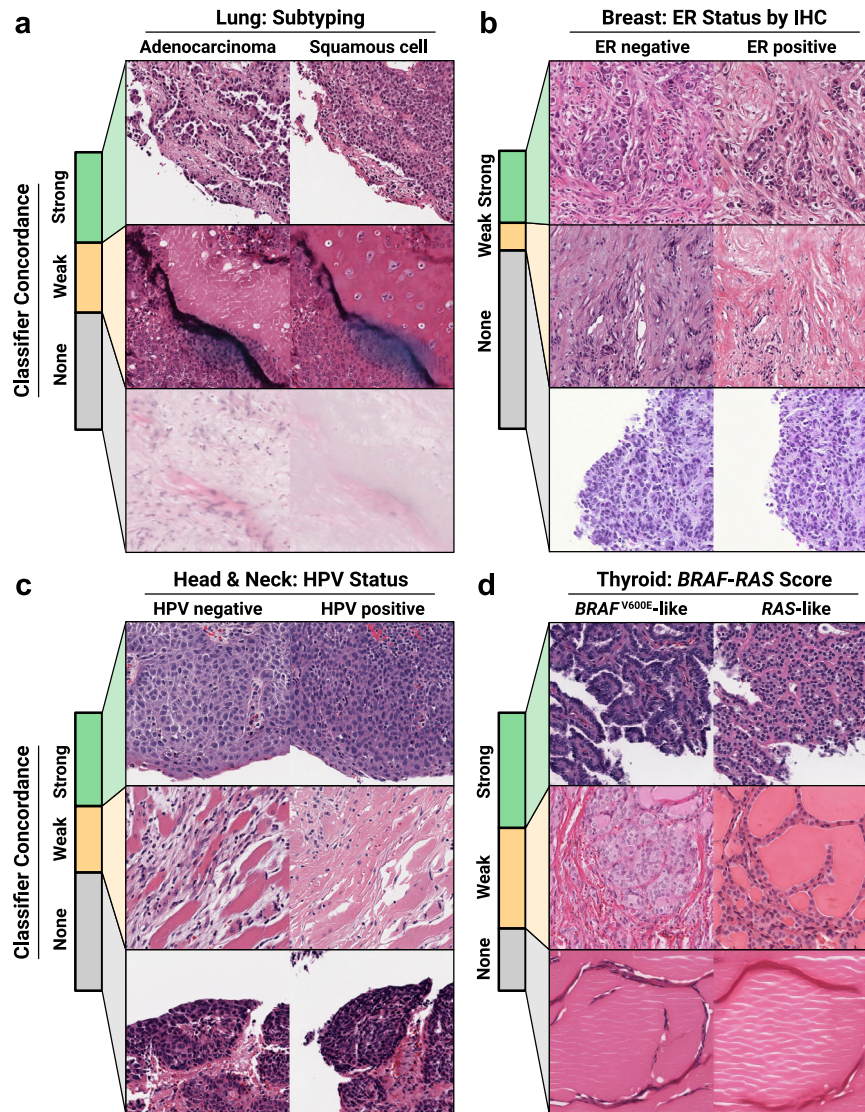 a
Lung: Subtyping
Adenocarcinoma
Squamous cell
Classifier Concordance
Strong
Weak
None
b
Breast: ER Status by IHC
ER negative
ER positive
Strong
Weak
None
c
Head & Neck: HPV Status
HPV negative
HPV positive
Classifier Concordance
Strong
Weak
None
d
Thyroid: BRAF-RAS Score
BRAFV600E-like
RAS-like
Strong
Weak
None